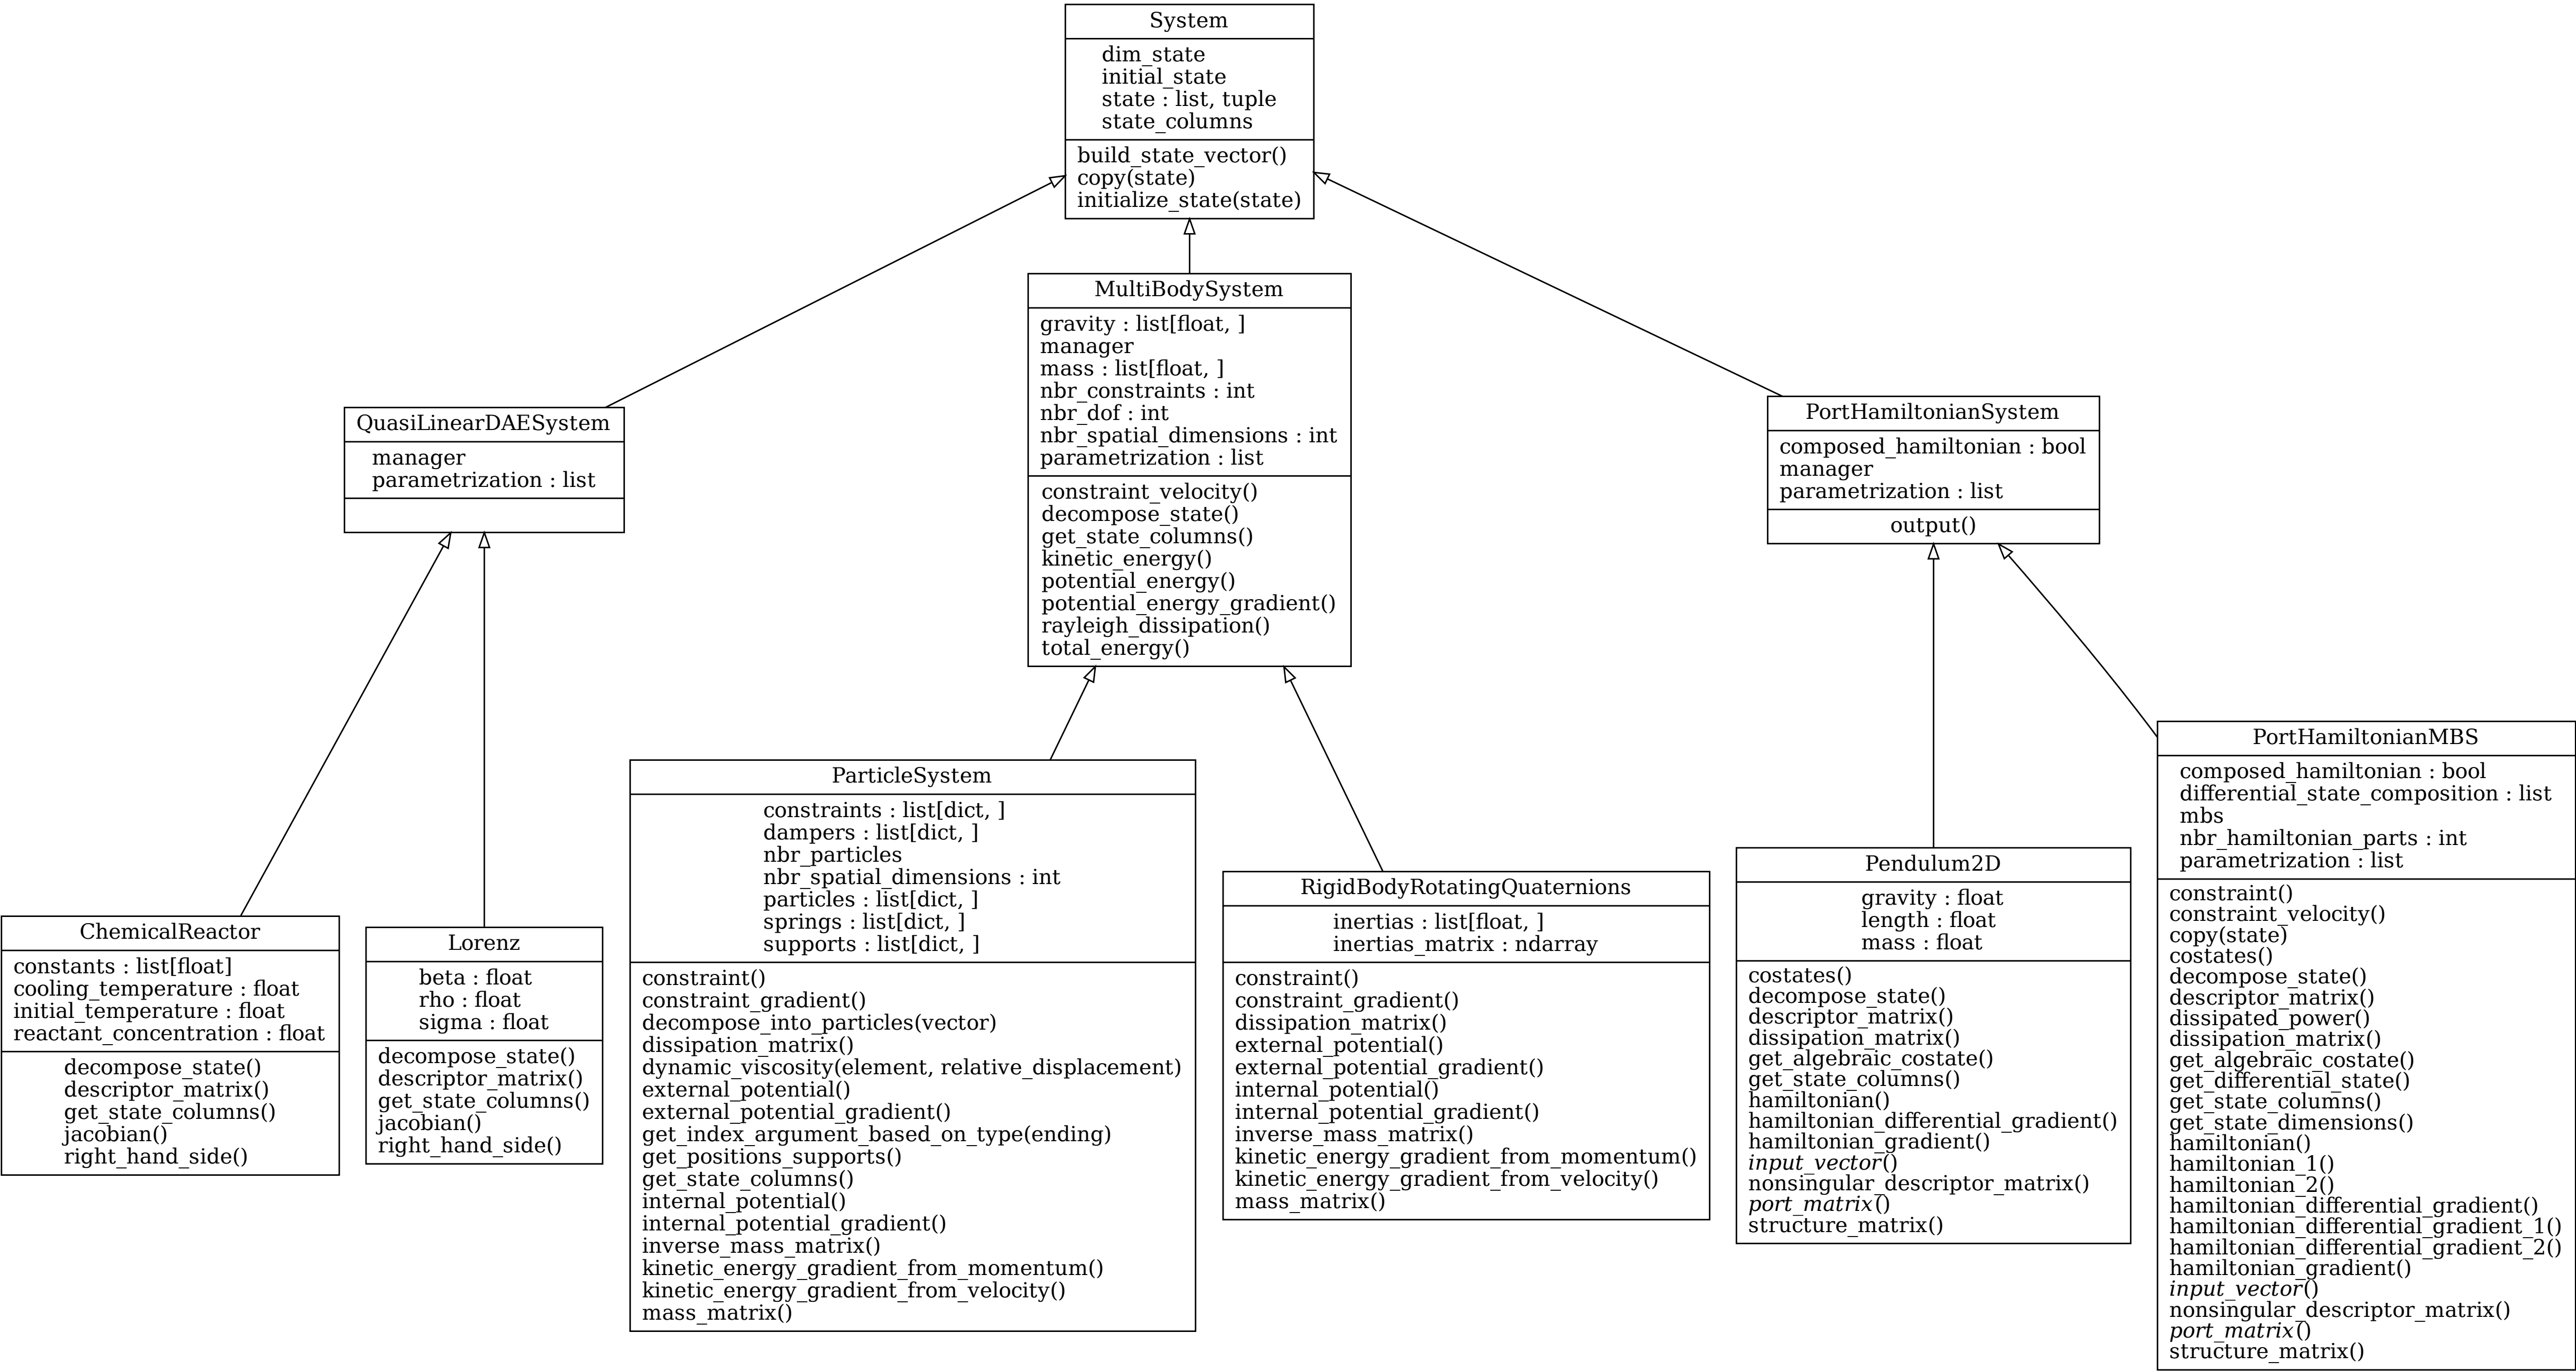 System
dim_state
initial_state
state : list, tuple
state_columns
build_state_vector()
copy(state)
initialize_state(state)
MultiBodySystem
gravity : list[float, ]
manager
mass : list[float, ]
nbr_constraints : int
nbr_dof : int
nbr_spatial_dimensions : int
parametrization : list
constraint_velocity()
decompose_state()
get_state_columns()
kinetic_energy()
potential_energy()
potential_energy_gradient()
rayleigh_dissipation()
total_energy()
QuasiLinearDAESystem
manager
parametrization : list
PortHamiltonianSystem
composed_hamiltonian : bool
manager
parametrization : list
output()
ChemicalReactor
constants : list[float]
cooling_temperature : float
initial_temperature : float
reactant_concentration : float
decompose_state()
descriptor_matrix()
get_state_columns()
jacobian()
right_hand_side()
Lorenz
beta : float
rho : float
sigma : float
decompose_state()
descriptor_matrix()
get_state_columns()
jacobian()
right_hand_side()
ParticleSystem
constraints : list[dict, ]
dampers : list[dict, ]
nbr_particles
nbr_spatial_dimensions : int
particles : list[dict, ]
springs : list[dict, ]
supports : list[dict, ]
constraint()
constraint_gradient()
decompose_into_particles(vector)
dissipation_matrix()
dynamic_viscosity(element, relative_displacement)
external_potential()
external_potential_gradient()
get_index_argument_based_on_type(ending)
get_positions_supports()
get_state_columns()
internal_potential()
internal_potential_gradient()
inverse_mass_matrix()
kinetic_energy_gradient_from_momentum()
kinetic_energy_gradient_from_velocity()
mass_matrix()
RigidBodyRotatingQuaternions
inertias : list[float, ]
inertias_matrix : ndarray
constraint()
constraint_gradient()
dissipation_matrix()
external_potential()
external_potential_gradient()
internal_potential()
internal_potential_gradient()
inverse_mass_matrix()
kinetic_energy_gradient_from_momentum()
kinetic_energy_gradient_from_velocity()
mass_matrix()
Pendulum2D
gravity : float
length : float
mass : float
costates()
decompose_state()
descriptor_matrix()
dissipation_matrix()
get_algebraic_costate()
get_state_columns()
hamiltonian()
hamiltonian_differential_gradient()
hamiltonian_gradient()
input_vector()
nonsingular_descriptor_matrix()
port_matrix()
structure_matrix()
PortHamiltonianMBS
composed_hamiltonian : bool
differential_state_composition : list
mbs
nbr_hamiltonian_parts : int
parametrization : list
constraint()
constraint_velocity()
copy(state)
costates()
decompose_state()
descriptor_matrix()
dissipated_power()
dissipation_matrix()
get_algebraic_costate()
get_differential_state()
get_state_columns()
get_state_dimensions()
hamiltonian()
hamiltonian_1()
hamiltonian_2()
hamiltonian_differential_gradient()
hamiltonian_differential_gradient_1()
hamiltonian_differential_gradient_2()
hamiltonian_gradient()
input_vector()
nonsingular_descriptor_matrix()
port_matrix()
structure_matrix()